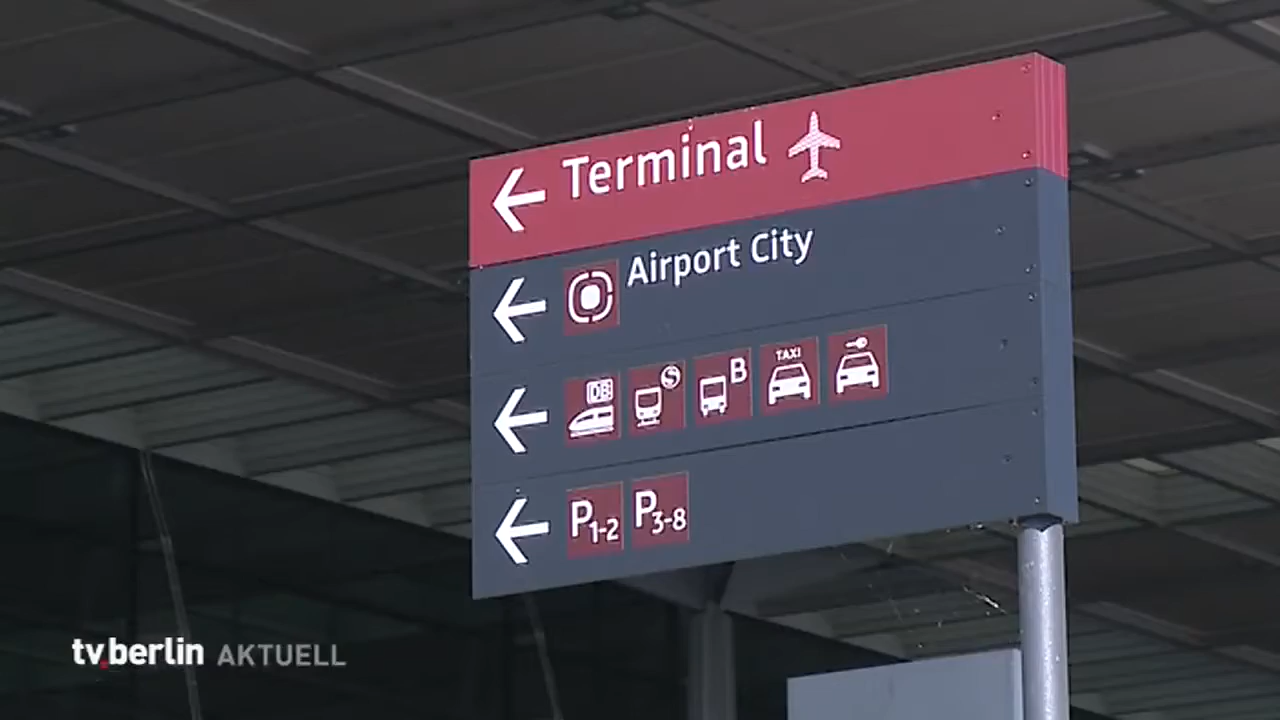 Terminal
Airport City
DB S B TAXI
P1-2 P3-8
tv.berlin AKTUELL